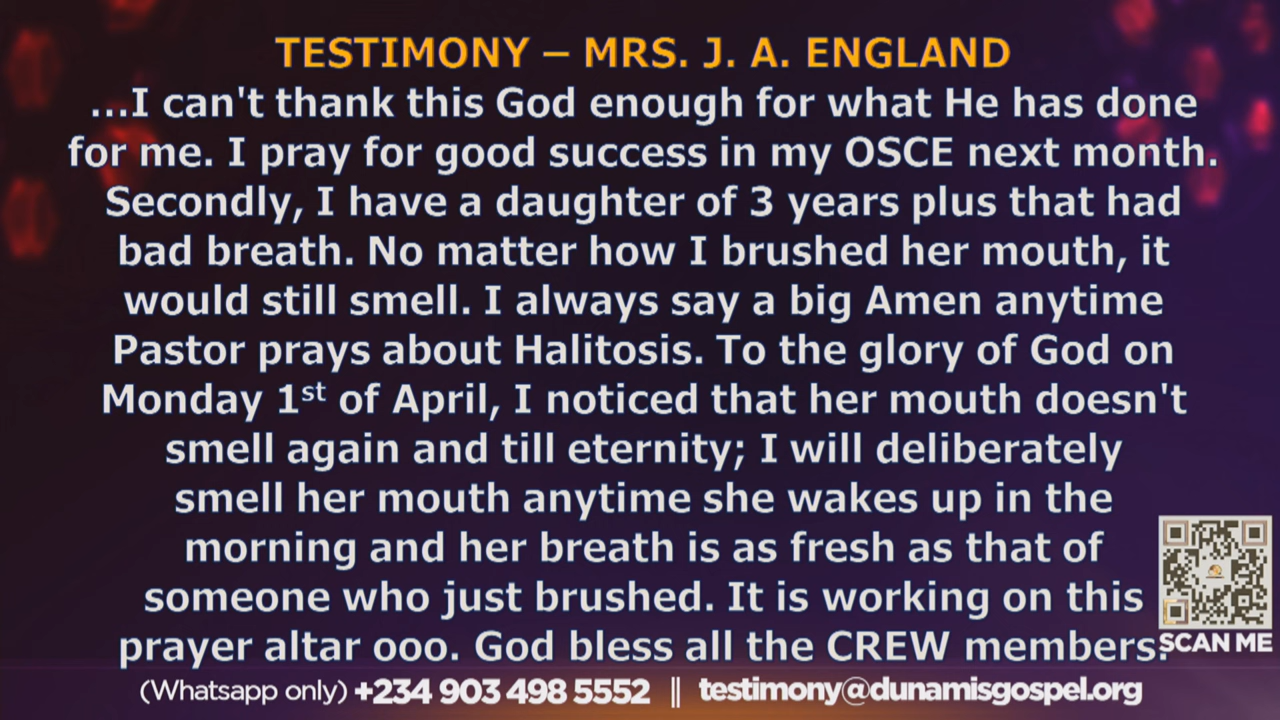 TESTIMONY – MRS. J. A. ENGLAND
...I can't thank this God enough for what He has done
for me. I pray for good success in my OSCE next month.
Secondly, I have a daughter of 3 years plus that had
bad breath. No matter how I brushed her mouth, it
would still smell. I always say a big Amen anytime
Pastor prays about Halitosis. To the glory of God on
Monday 1st of April, I noticed that her mouth doesn't
smell again and till eternity; I will deliberately
smell her mouth anytime she wakes up in the
morning and her breath is as fresh as that of
someone who just brushed. It is working on this
prayer altar ooo. God bless all the CREW members.
SCAN ME
(Whatsapp only) +234 903 498 5552 || testimony@dunamisgospel.org